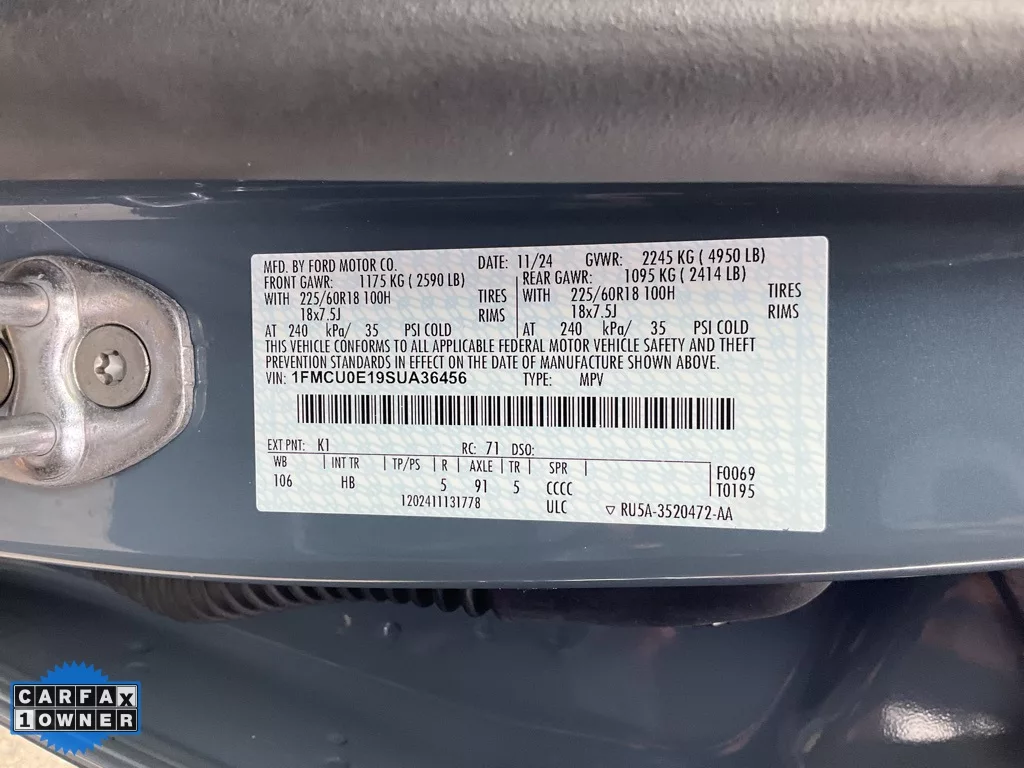 MFD. BY FORD MOTOR CO. DATE: 11/24 GVWR: 2245 KG ( 4950 LB)
FRONT GAWR: 1175 KG ( 2590 LB) REAR GAWR: 1095 KG ( 2414 LB)
WITH 225/60R18 100H TIRES WITH 225/60R18 100H TIRES
18x7.5J RIMS 18x7.5J RIMS
AT 240 kPa/ 35 PSI COLD AT 240 kPa/ 35 PSI COLD
THIS VEHICLE CONFORMS TO ALL APPLICABLE FEDERAL MOTOR VEHICLE SAFETY AND THEFT
PREVENTION STANDARDS IN EFFECT ON THE DATE OF MANUFACTURE SHOWN ABOVE.
VIN: 1FMCU0E19SUA36456 TYPE: MPV
EXT PNT: K1 RC: 71 DSO:
WB INT TR TP/PS R AXLE TR SPR F0069
106 HB 5 91 5 CCCC T0195
1202411131778 ULC RU5A-3520472-AA
CARFAX
1 OWNER